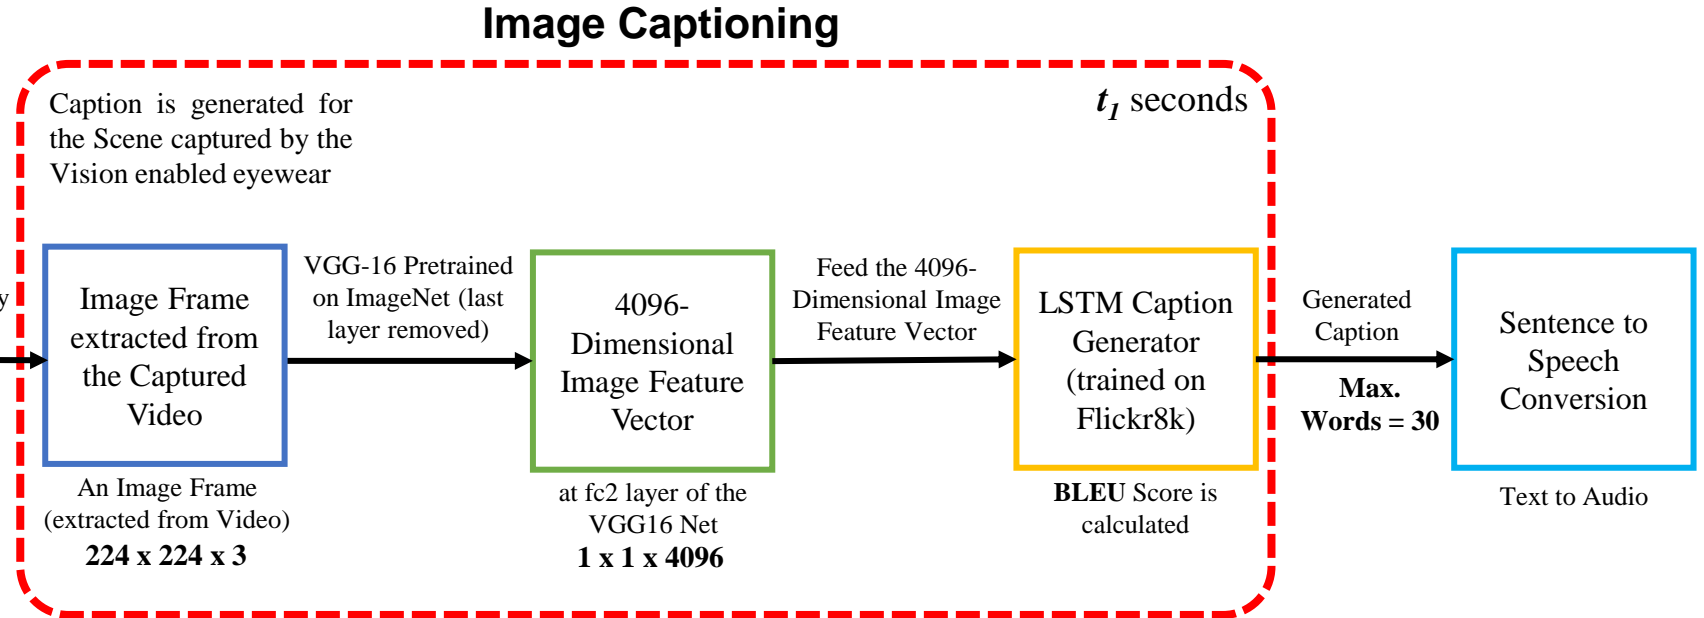 Image Captioning
Caption is generated for
the Scene captured by the
Vision enabled eyewear
t1 seconds
y
Image Frame
extracted from
the Captured
Video
An Image Frame
(extracted from Video)
224 x 224 x 3
VGG-16 Pretrained
on ImageNet (last
layer removed)
4096-
Dimensional
Image Feature
Vector
at fc2 layer of the
VGG16 Net
1 x 1 x 4096
Feed the 4096-
Dimensional Image
Feature Vector
LSTM Caption
Generator
(trained on
Flickr8k)
BLEU Score is
calculated
Generated
Caption
Max.
Words = 30
Sentence to
Speech
Conversion
Text to Audio